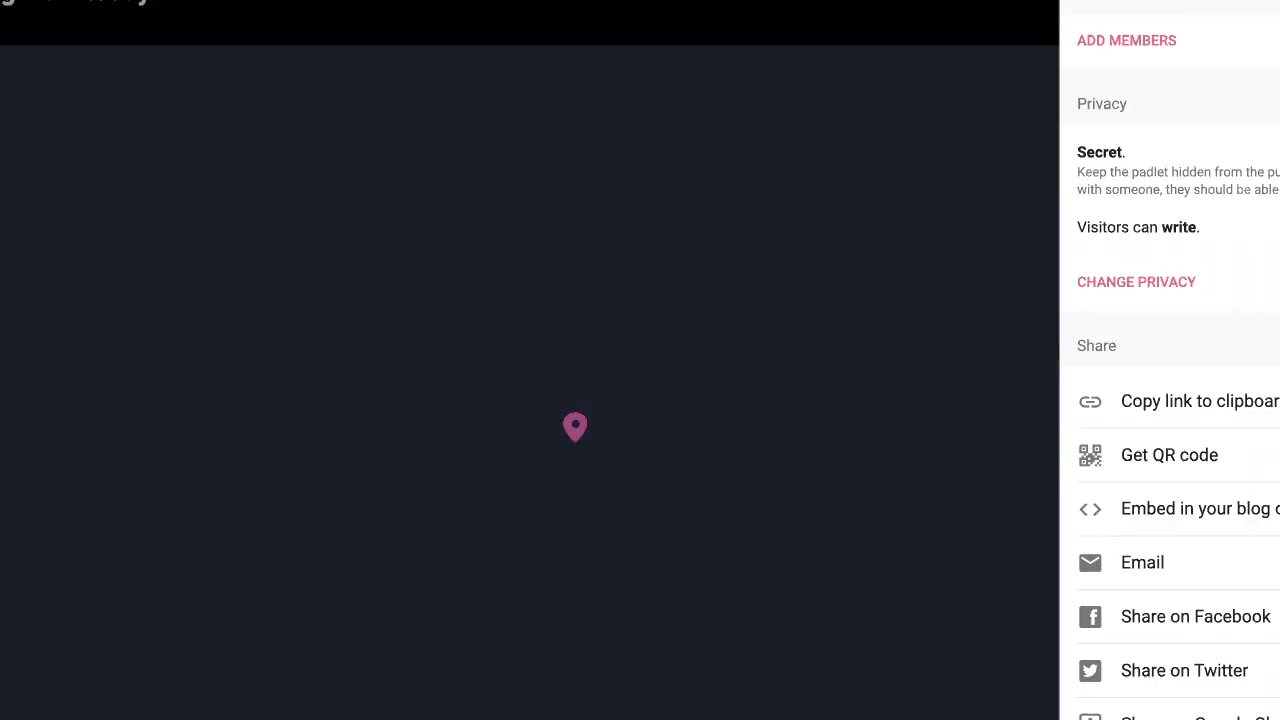 ADD MEMBERS
Privacy
Secret.
Keep the padlet hidden from the pu
with someone, they should be able
Visitors can write.
CHANGE PRIVACY
Share
Copy link to clipboar
Get QR code
Embed in your blog o
Email
Share on Facebook
Share on Twitter